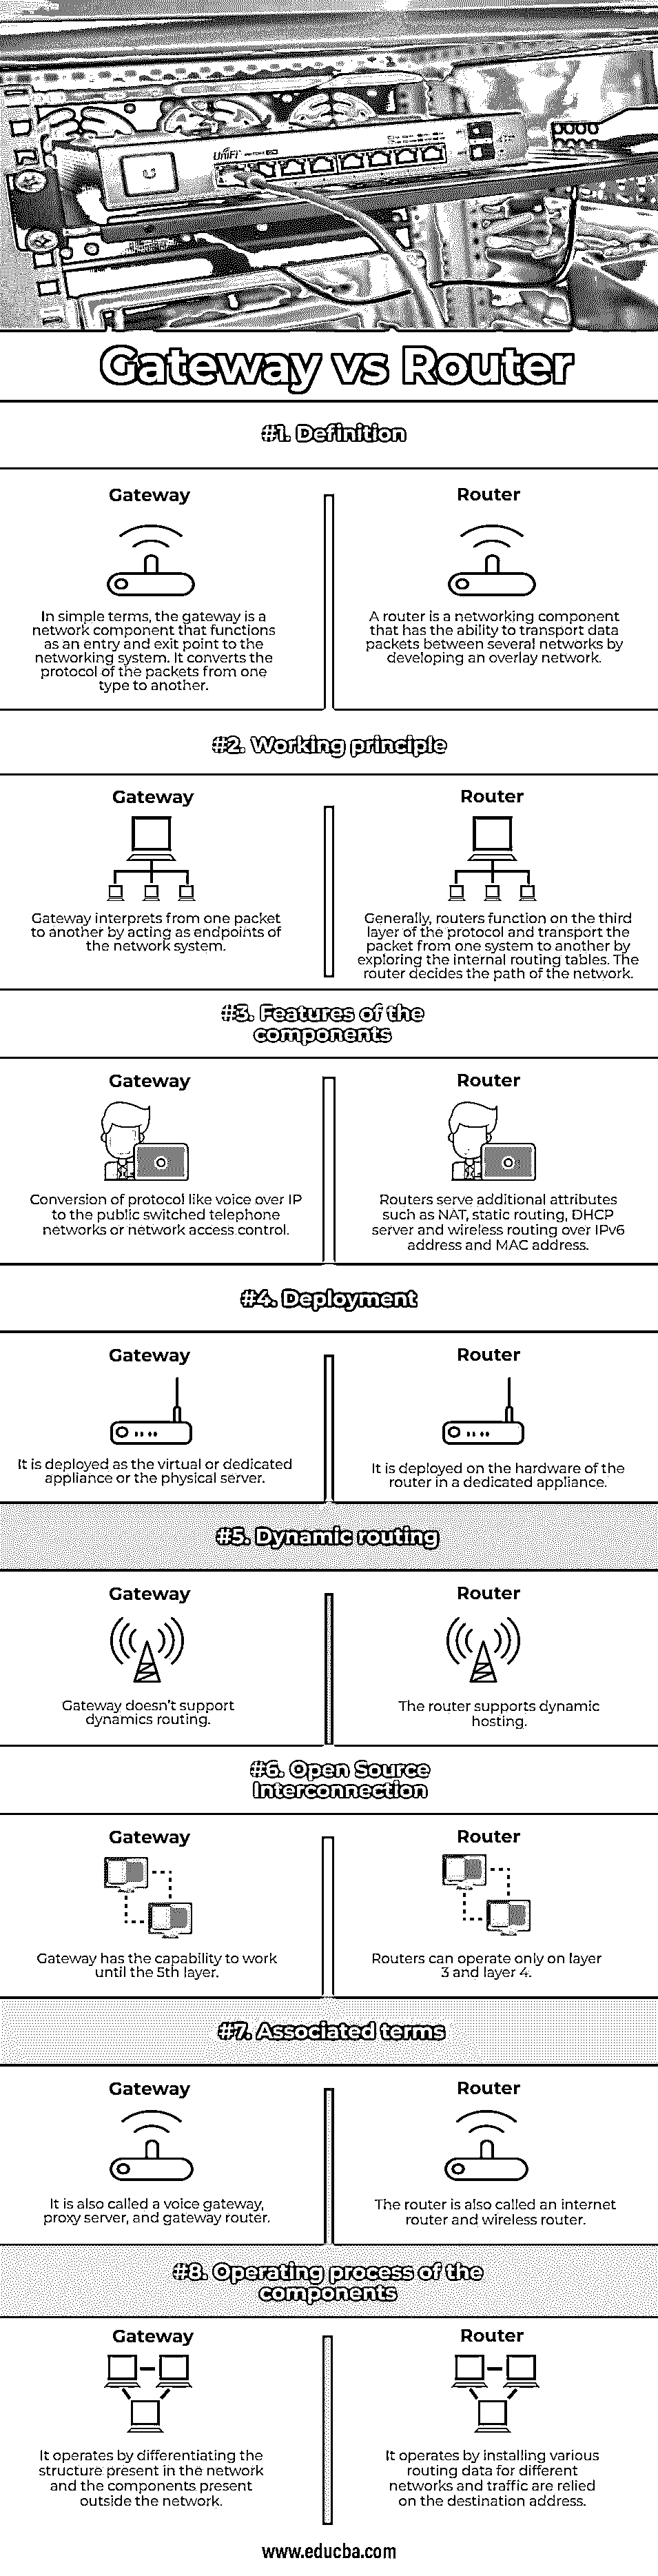 UniFi
Gateway vs Router
#1. Definition
Gateway
In simple terms, the gateway is a
network component that functions
as an entry and exit point to the
networking system. It converts the
protocol of the packets from one
type to another.
Router
A router is a networking component
that has the ability to transport data
packets between several networks by
developing an overlay network.
#2. Working principle
Gateway
Gateway interprets from one packet
to another by acting as endpoints of
the network system.
Router
Generally, routers function on the third
layer of the protocol and transport the
packet from one system to another by
exploring the internal routing tables. The
router decides the path of the network.
#3. Features of the
components
Gateway
Conversion of protocol like voice over IP
to the public switched telephone
networks or network access control.
Router
Routers serve additional attributes
such as NAT, static routing, DHCP
server and wireless routing over IPv6
address and MAC address.
#4. Deployment
Gateway
It is deployed as the virtual or dedicated
appliance or the physical server.
Router
It is deployed on the hardware of the
router in a dedicated appliance.
#5. Dynamic routing
Gateway
Gateway doesn't support
dynamics routing.
Router
The router supports dynamic
hosting.
#6. Open Source
Interconnection
Gateway
Gateway has the capability to work
until the 5th layer.
Router
Routers can operate only on layer
3 and layer 4.
#7. Associated terms
Gateway
It is also called a voice gateway,
proxy server, and gateway router.
Router
The router is also called an internet
router and wireless router.
#8. Operating process of the
components
Gateway
It operates by differentiating the
structure present in the network
and the components present
outside the network.
Router
It operates by installing various
routing data for different
networks and traffic are relied
on the destination address.
www.educba.com